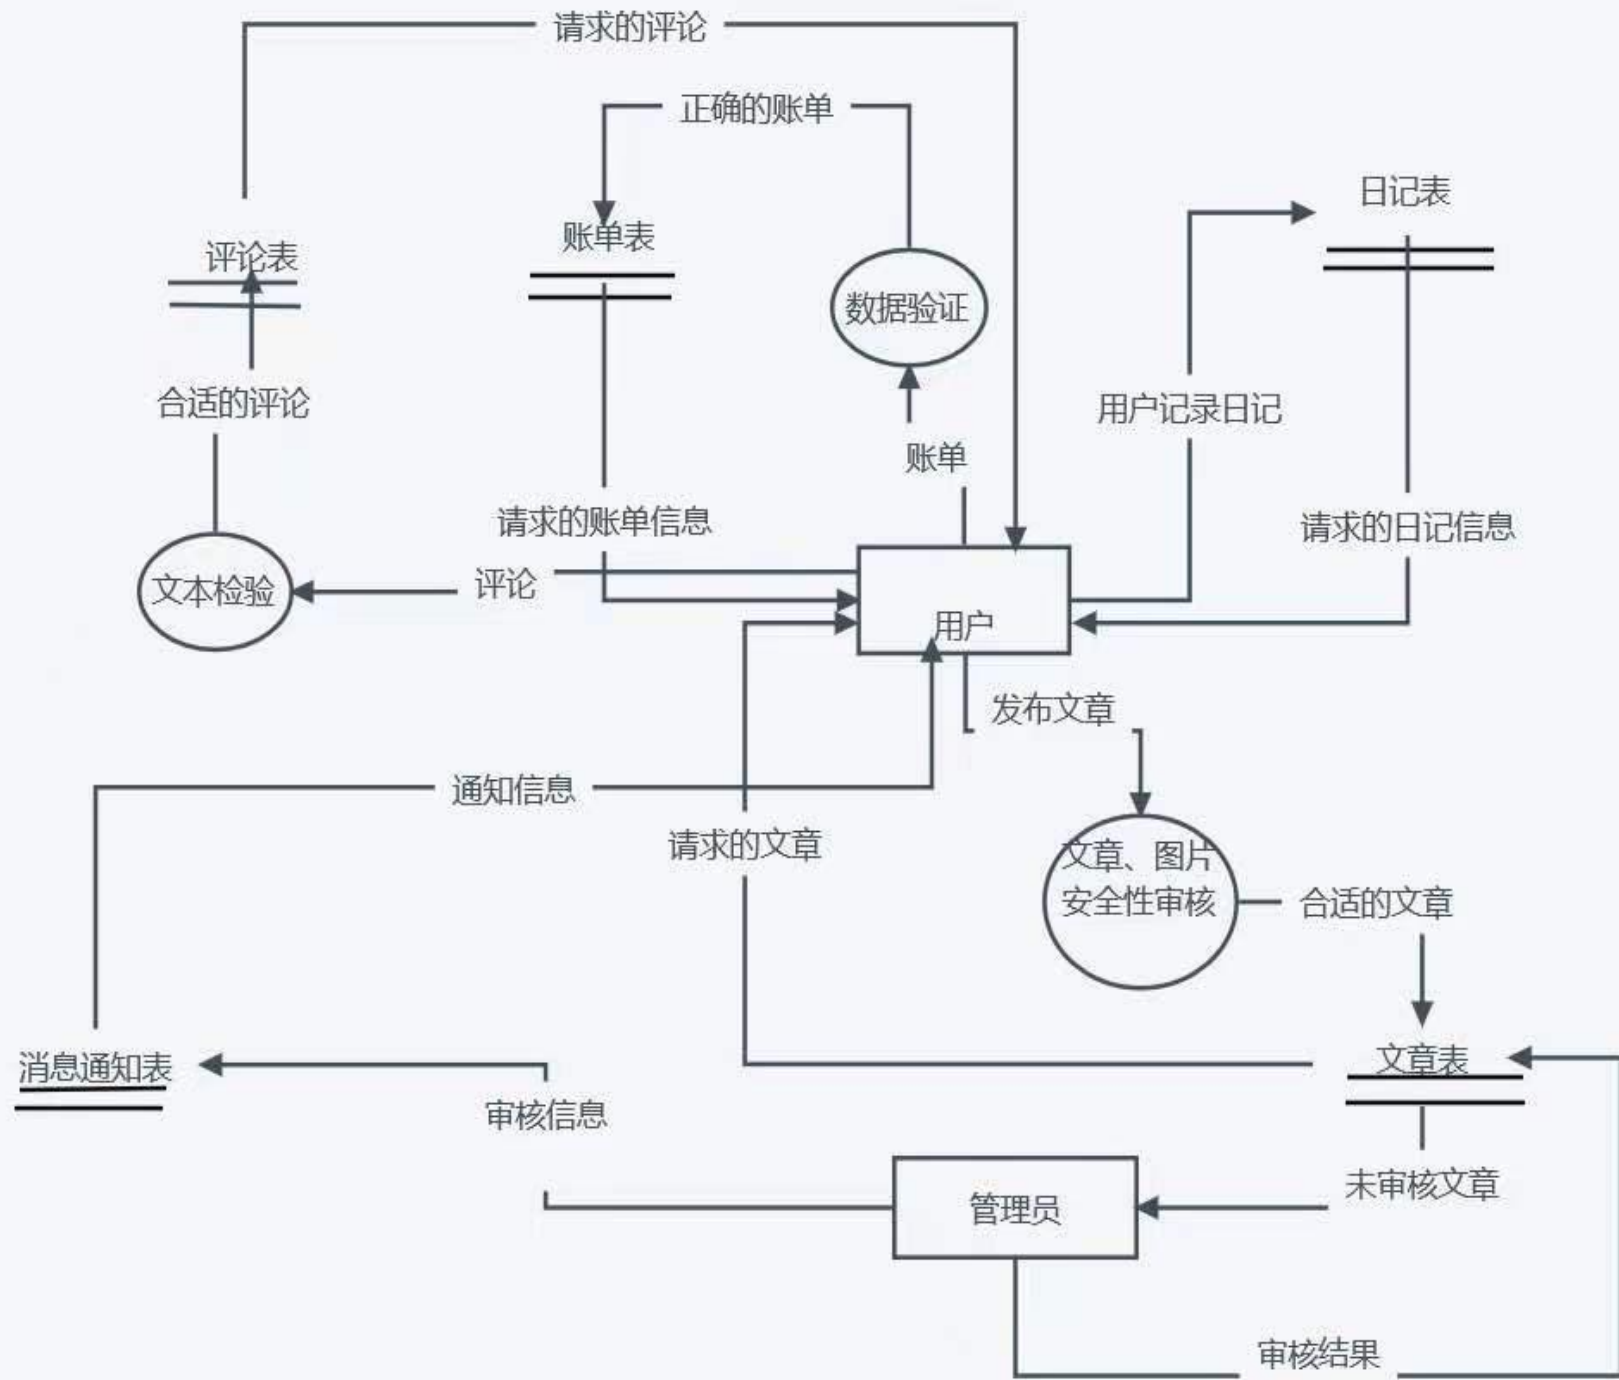 请求的评论
正确的账单
日记表
账单表
评论表
数据验证
合适的评论
用户记录日记
账单
请求的账单信息
请求的日记信息
评论
文本检验
用户
发布文章
通知信息
请求的文章
文章、图片
安全性审核
合适的文章
消息通知表
文章表
审核信息
未审核文章
管理员
审核结果